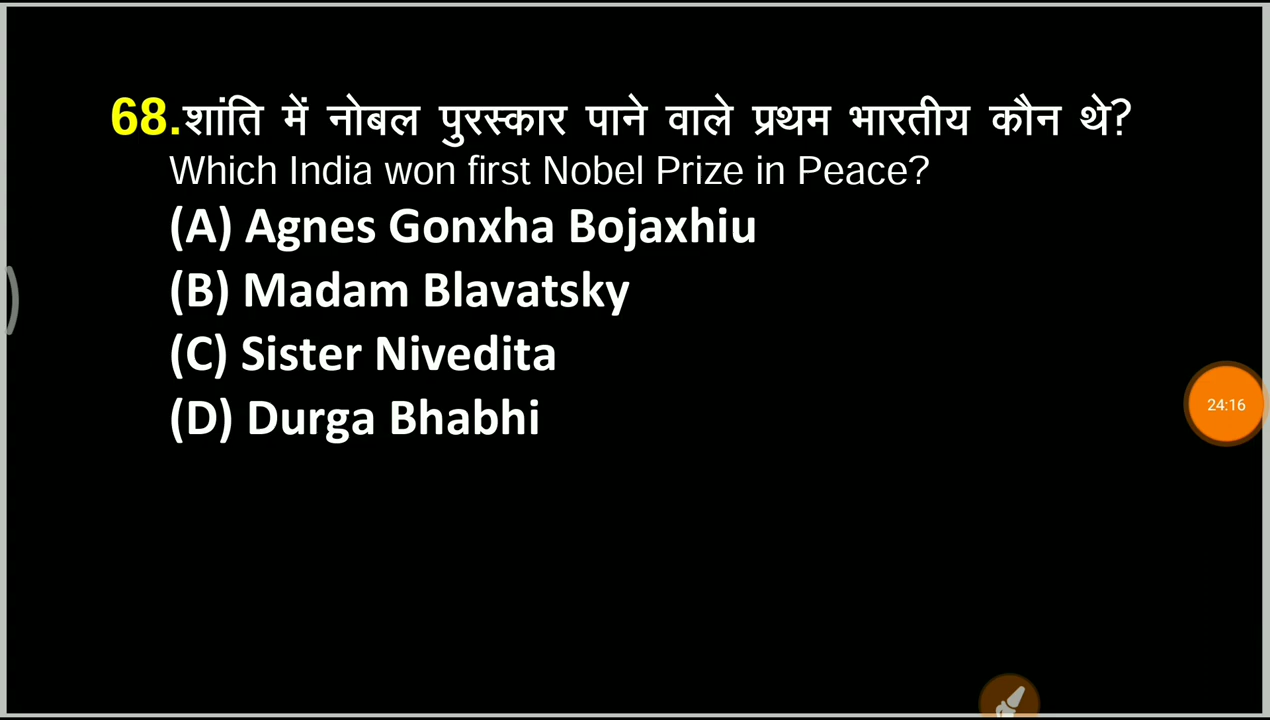 68.शांति में नोबल पुरस्कार पाने वाले प्रथम भारतीय कौन थे?
Which India won first Nobel Prize in Peace?
(A) Agnes Gonxha Bojaxhiu
(B) Madam Blavatsky
(C) Sister Nivedita
(D) Durga Bhabhi
24:16